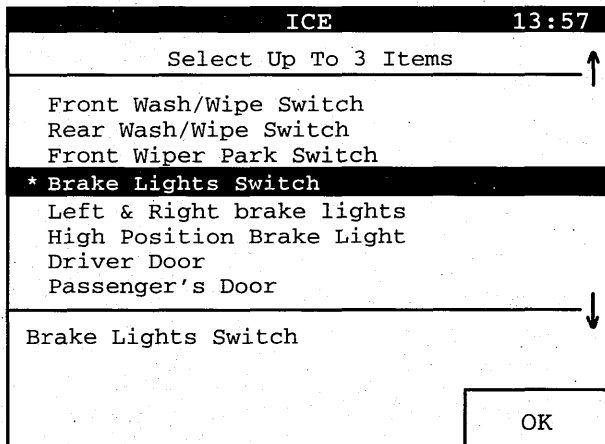 ICE 13:57
Select Up To 3 Items
Front Wash/Wipe Switch
Rear Wash/Wipe Switch
Front Wiper Park Switch
* Brake Lights Switch
Left & Right brake lights
High Position Brake Light
Driver Door
Passenger's Door
Brake Lights Switch
OK